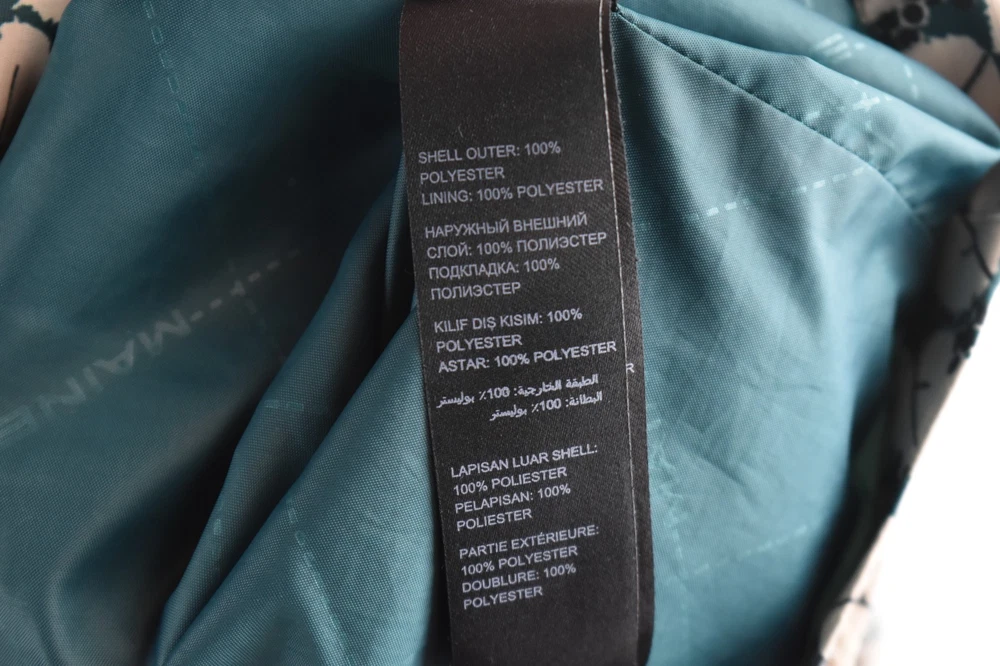 SHELL OUTER: 100%
POLYESTER
LINING: 100% POLYESTER
НАРУЖНЫЙ ВНЕШНИЙ
СЛОЙ: 100% ПОЛИЭСТЕР
ПОДКЛАДКА: 100%
ПОЛИЭСТЕР
KILIF DIŞ KISIM: 100%
POLYESTER
ASTAR: 100% POLYESTER
الطبقة الخارجية: 100٪ بوليستر
البطانة: 100٪ بوليستر
LAPISAN LUAR SHELL:
100% POLIESTER
PELAPISAN: 100%
POLIESTER
PARTIE EXTÉRIEURE:
100% POLYESTER
DOUBLURE: 100%
POLYESTER
R
MAINE